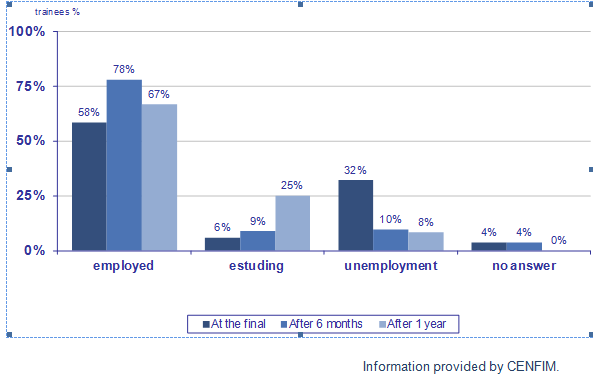 trainees %
100%
78%
75%
67%
58%
50%
32%
25%
25%
6%
9%
10%
8%
4%
4%
0%
0%
employed
estuding
unemployment
no answer
At the final
After 6 months
After 1 year
Information provided by CENFIM.